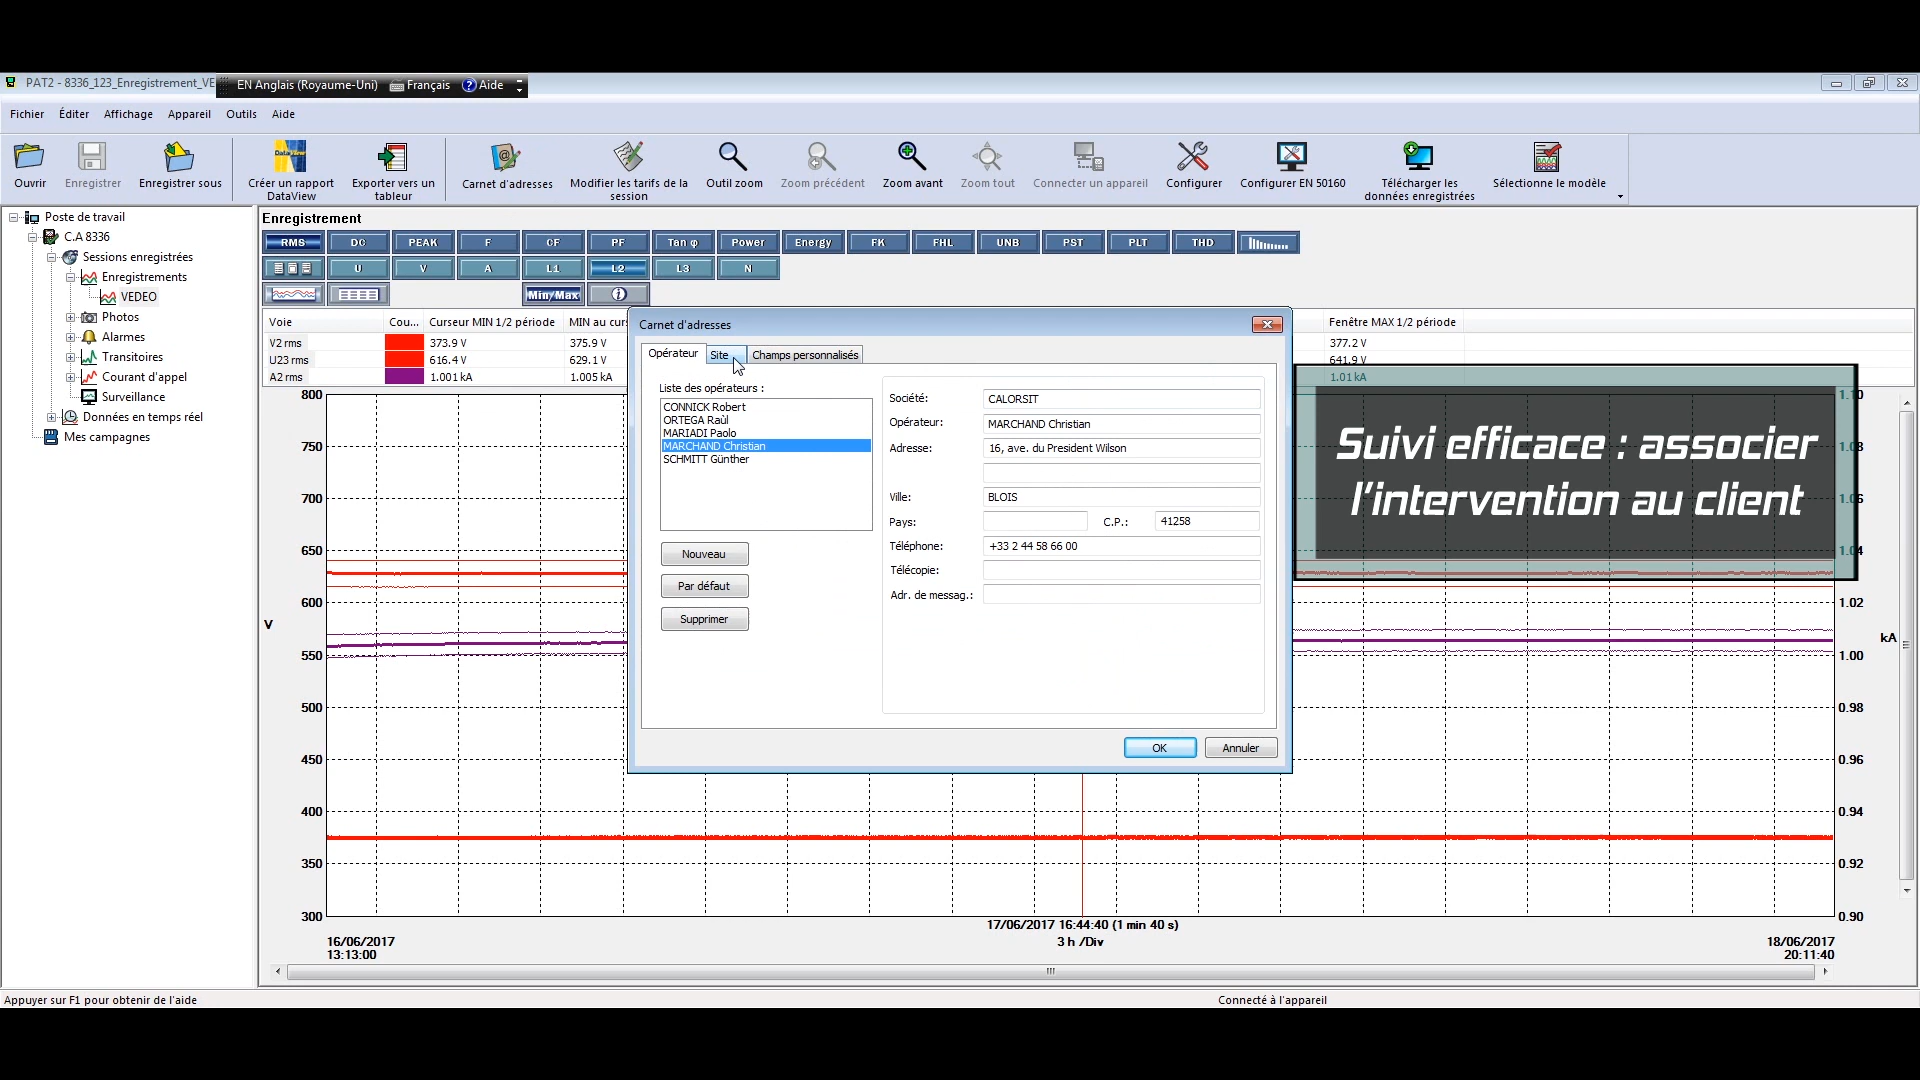 PAT2 - 8336_123_Enregistrement_VE
EN Anglais (Royaume-Uni) Français Aide
Fichier Éditer Affichage Appareil Outils Aide
Ouvrir Enregistrer Enregistrer sous Créer un rapport DataView Exporter vers un tableur Carnet d'adresses Modifier les tarifs de la session Outil zoom Zoom précédent Zoom avant Zoom tout Connecter un appareil Configurer Configurer EN 50160 Télécharger les données enregistrées Sélectionne le modèle
Poste de travail
C.A 8336
Sessions enregistrées
Enregistrements
VEDEO
Photos
Alarmes
Transitoires
Courant d'appel
Surveillance
Données en temps réel
Mes campagnes
Enregistrement
RMS DC PEAK F CF PF Tan φ Power Energy FK FHL UNB PST PLT THD
U V A L1 L2 L3 N
Min/Max
Voie Cou... Curseur MIN 1/2 période MIN au curs Fenêtre MAX 1/2 période
V2 rms 373.9 V 375.9 V 377.2 V
U23 rms 616.4 V 629.1 V 641.9 V
A2 rms 1.001 kA 1.005 kA 1.01 kA
Carnet d'adresses
Opérateur Site Champs personnalisés
Liste des opérateurs :
CONNICK Robert
ORTEGA Raùl
MARIADI Paolo
MARCHAND Christian
SCHMITT Günther
Nouveau
Par défaut
Supprimer
Société: CALORSIT
Opérateur: MARCHAND Christian
Adresse: 16, ave. du President Wilson
Ville: BLOIS
Pays: C.P.: 41258
Téléphone: +33 2 44 58 66 00
Télécopie:
Adr. de messag.:
OK Annuler
Suivi efficace : associer
l'intervention au client
800
750
700
650
600
V
550
500
450
400
350
300
1.10
1.08
1.06
1.04
1.02
kA
1.00
0.98
0.96
0.94
0.92
0.90
17/06/2017 16:44:40 (1 min 40 s)
16/06/2017 3 h /Div 18/06/2017
13:13:00 20:11:40
Appuyer sur F1 pour obtenir de l'aide Connecté à l'appareil